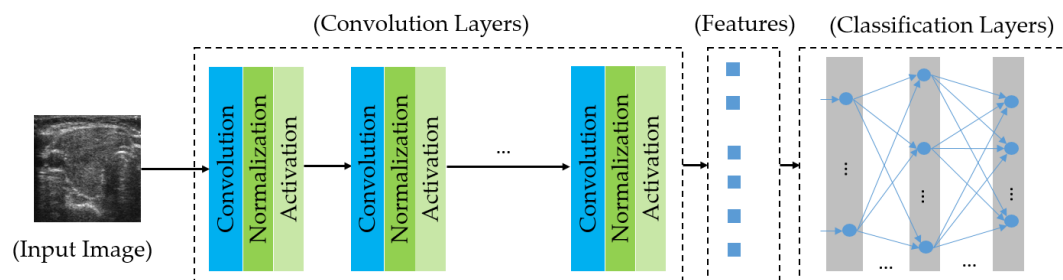 (Convolution Layers)
(Features)
(Classification Layers)
Convolution
Normalization
Activation
Convolution
Normalization
Activation
...
Convolution
Normalization
Activation
(Input Image)
...
...
...
...
...